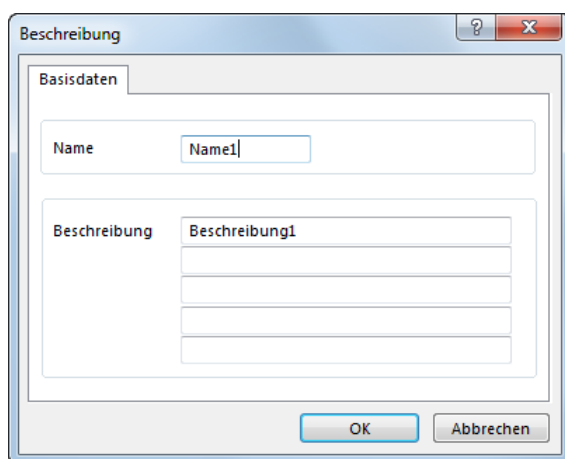 Beschreibung
?
X
Basisdaten
Name Name1
Beschreibung Beschreibung1
OK Abbrechen